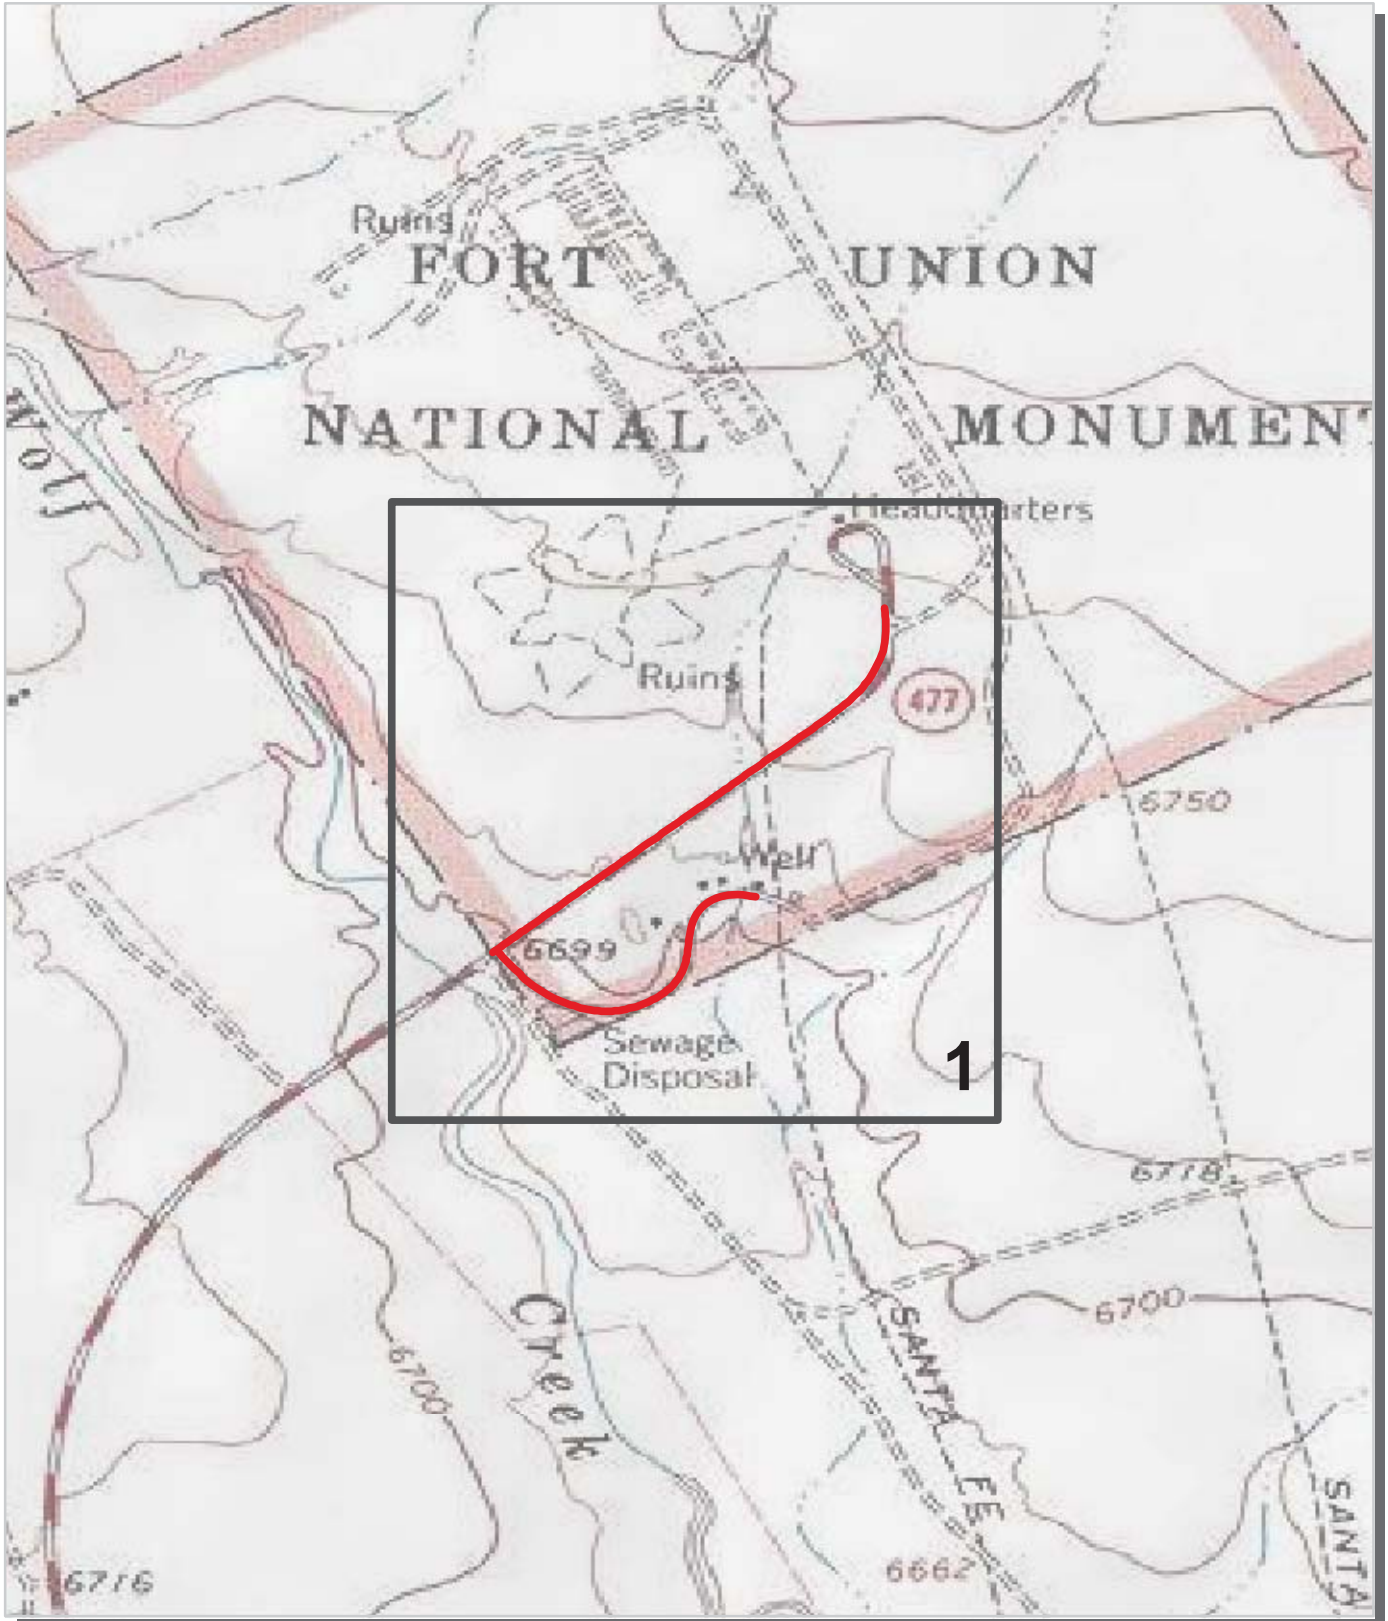 Ruins
FORT UNION
NATIONAL MONUMENT
Wolf
Headquarters
Ruins
477
6750
Well
6699
Sewage
Disposal
1
6778
6700
Creek
6700
SANTA FE
SANTA
6716
6662